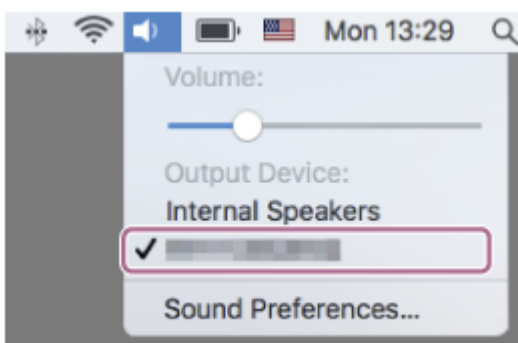 Mon 13:29
Volume:
Output Device:
Internal Speakers
Sound Preferences...